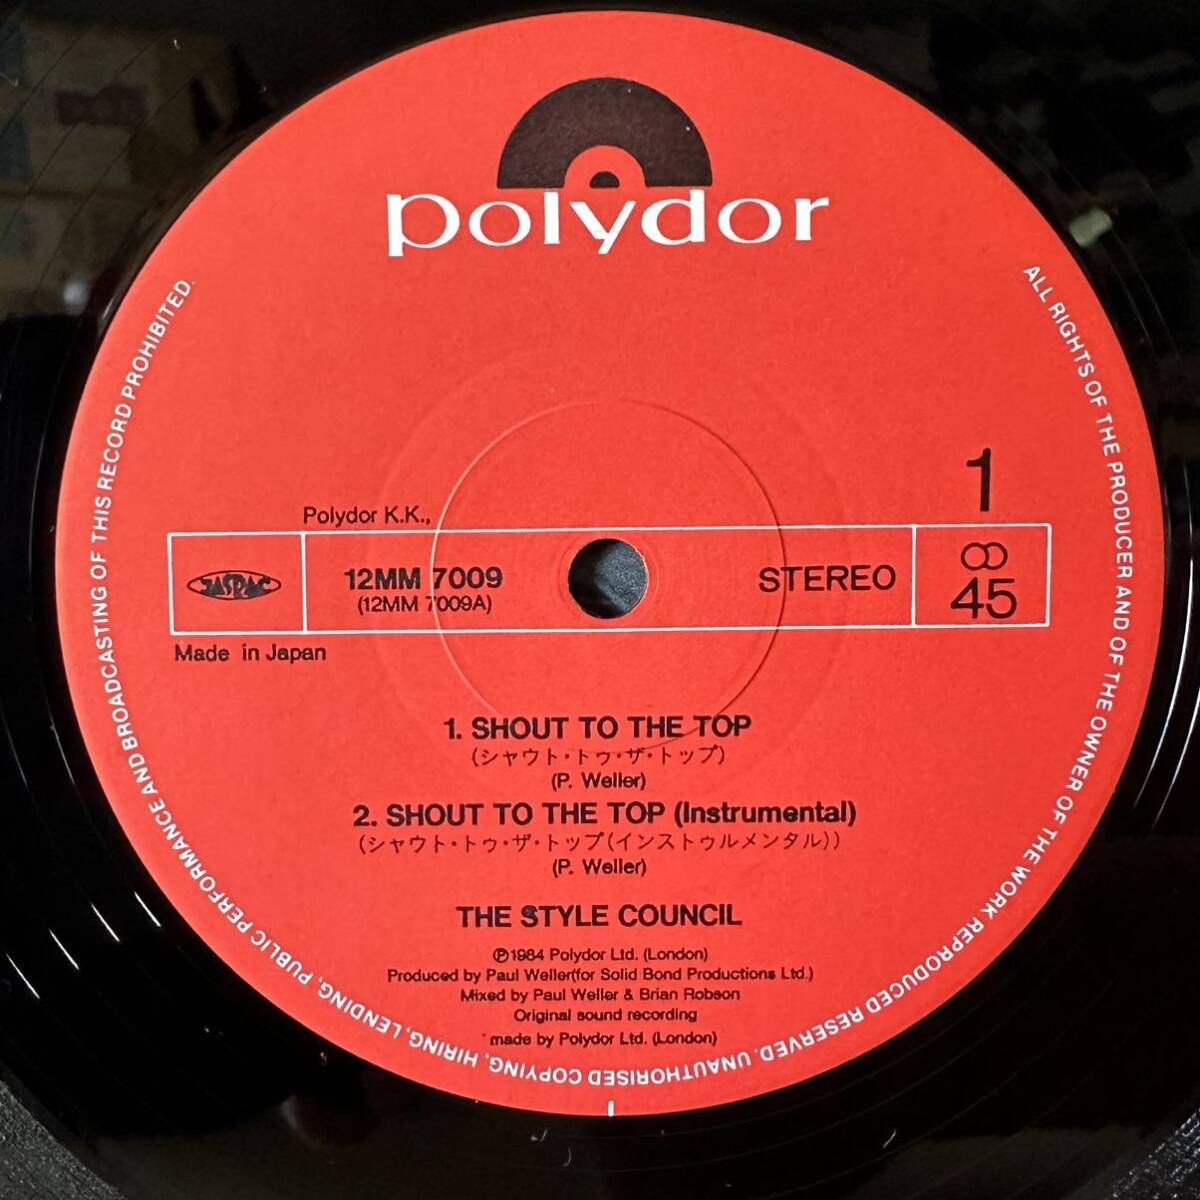 polydor
ALL RIGHTS OF THE PRODUCER AND OF THE OWNER OF THE WORK REPRODUCED RESERVED. UNAUTHORISED COPYING, HIRING, LENDING, PUBLIC PERFORMANCE AND BROADCASTING OF THIS RECORD PROHIBITED.
1
Polydor K.K.,
JASRAC
12MM 7009
(12MM 7009A)
STEREO
45
Made in Japan
1. SHOUT TO THE TOP
(シャウト・トゥ・ザ・トップ)
(P. Weller)
2. SHOUT TO THE TOP (Instrumental)
(シャウト・トゥ・ザ・トップ(インストゥルメンタル))
(P. Weller)
THE STYLE COUNCIL
℗1984 Polydor Ltd. (London)
Produced by Paul Weller(for Solid Bond Productions Ltd.)
Mixed by Paul Weller & Brian Robson
Original sound recording
made by Polydor Ltd. (London)